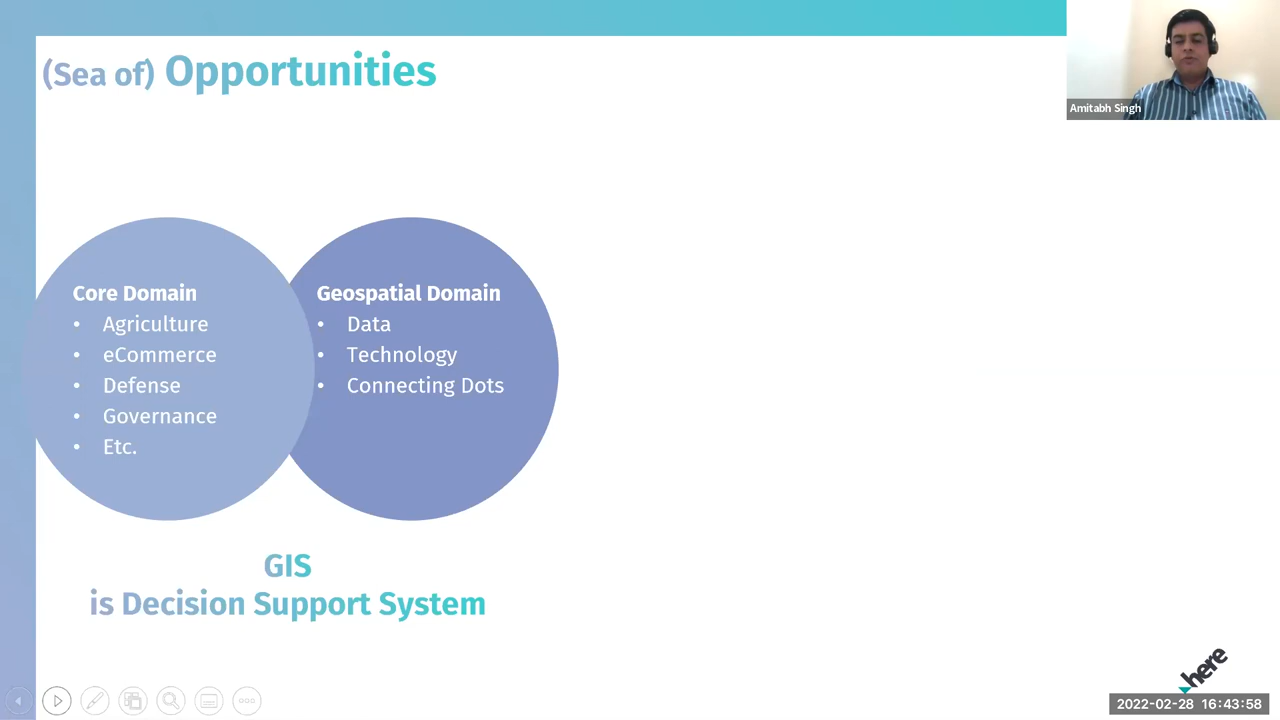 (Sea of) Opportunities
Amitabh Singh
Core Domain
• Agriculture
• eCommerce
• Defense
• Governance
• Etc.
Geospatial Domain
• Data
• Technology
• Connecting Dots
GIS
is Decision Support System
here
2022-02-28 16:43:58